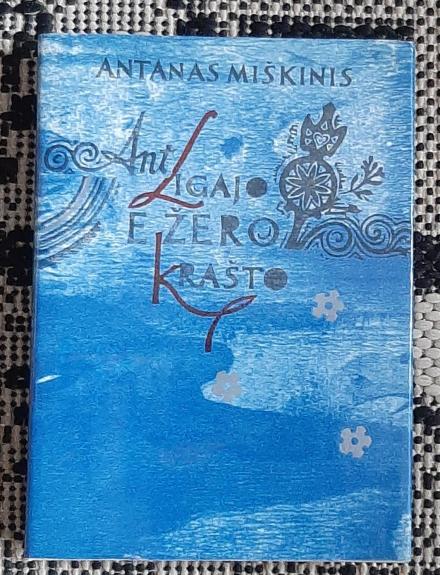 ANTANAS MIŠKINIS
Ant
LIGAJO
EŽERO
KRAŠTO